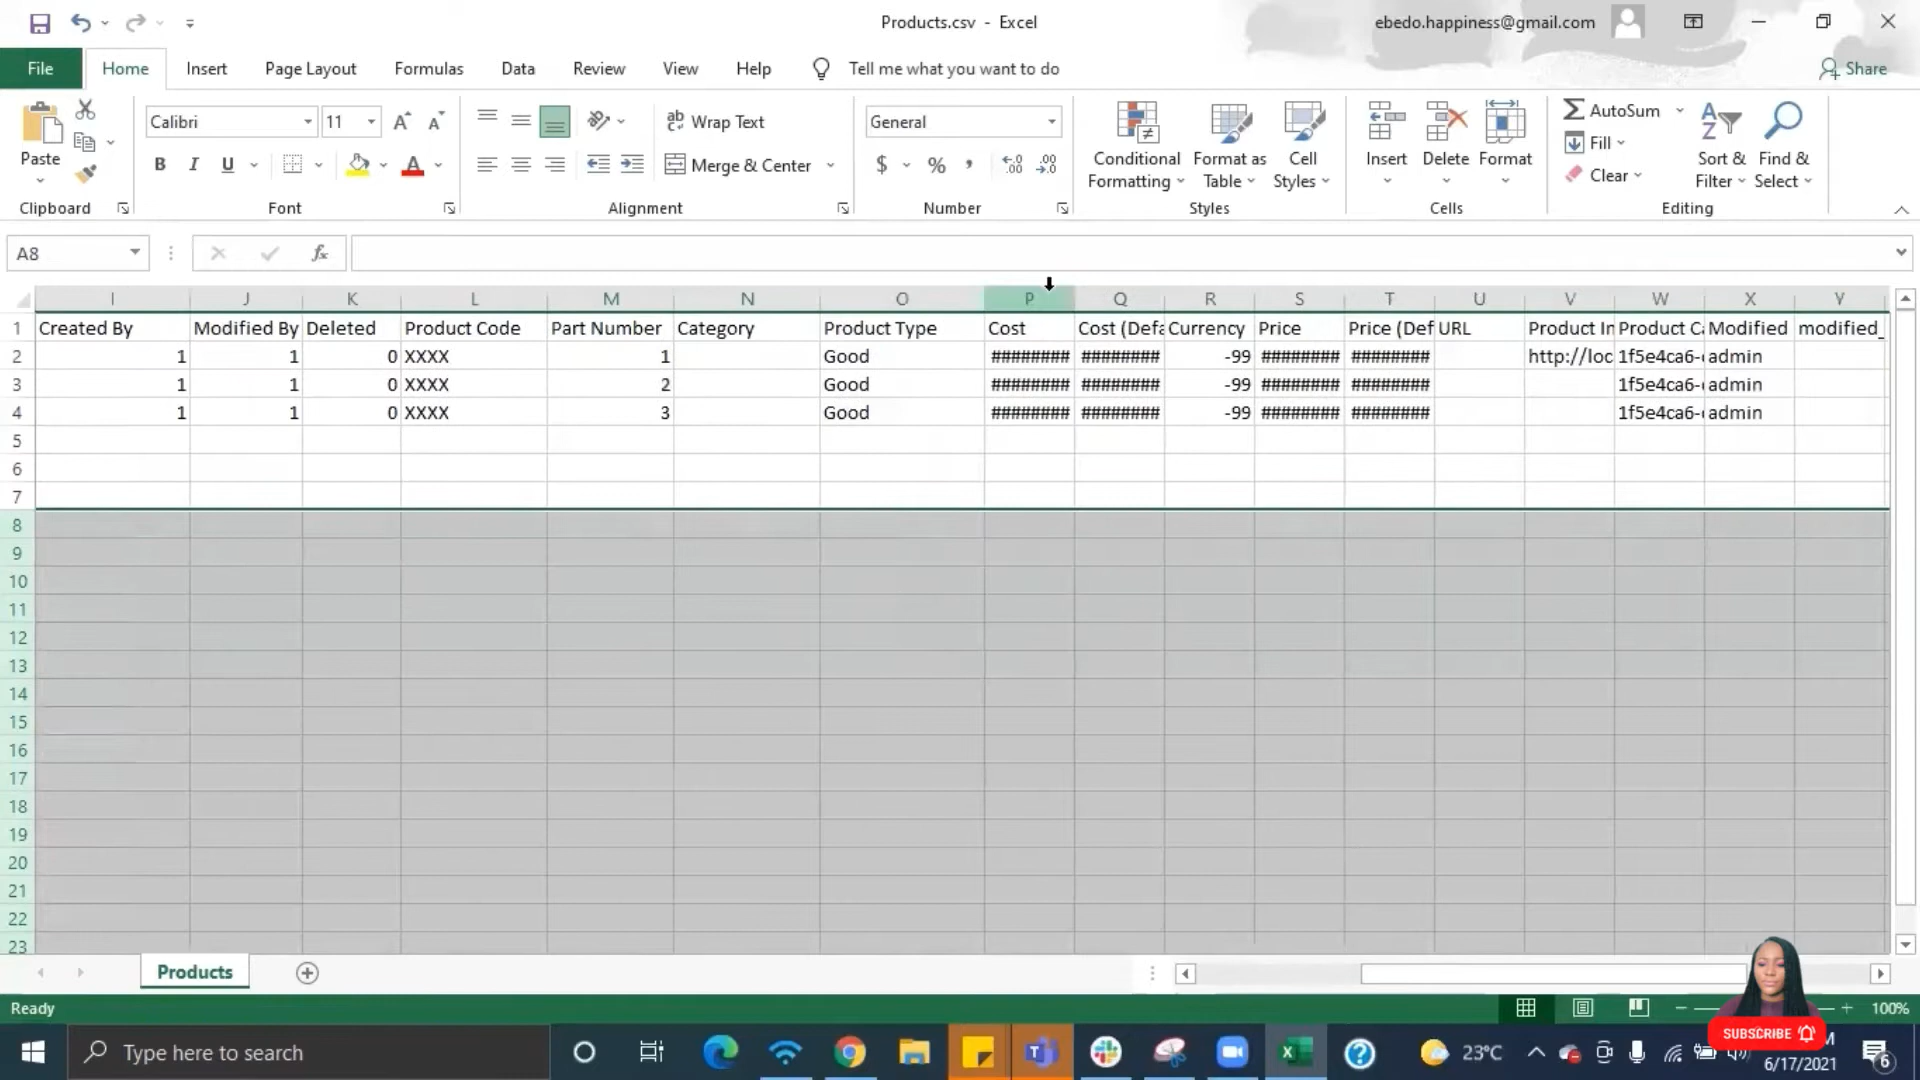 Products.csv - Excel
ebedo.happiness@gmail.com
File Home Insert Page Layout Formulas Data Review View Help Tell me what you want to do Share
Paste Calibri 11 Wrap Text General AutoSum
Conditional Formatting Format as Table Cell Styles Insert Delete Format Fill Sort & Filter Find & Select
B I U Merge & Center $ % Clear
Clipboard Font Alignment Number Styles Cells Editing
A8 fx
I J K L M N O P Q R S T U V W X Y
1 Created By Modified By Deleted Product Code Part Number Category Product Type Cost Cost (Defa Currency Price Price (Def URL Product In Product Ca Modified modified_
2 1 1 0 XXXX 1 Good ######## ######## -99 ######## ######## http://loc 1f5e4ca6- admin
3 1 1 0 XXXX 2 Good ######## ######## -99 ######## ######## 1f5e4ca6- admin
4 1 1 0 XXXX 3 Good ######## ######## -99 ######## ######## 1f5e4ca6- admin
5
6
7
8
9
10
11
12
13
14
15
16
17
18
19
20
21
22
23
Products
Ready 100%
SUBSCRIBE
Type here to search 23°C
6/17/2021 6